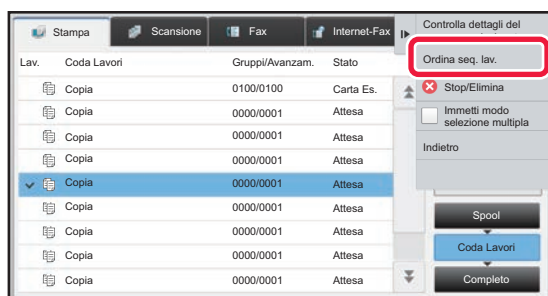 Stampa
Scansione
Fax
Internet-Fax
Controlla dettagli del
Lav. Coda Lavori Gruppi/Avanzam. Stato
Ordina seq. lav.
Copia 0100/0100 Carta Es.
Stop/Elimina
Copia 0000/0001 Attesa
Immetti modo
selezione multipla
Copia 0000/0001 Attesa
Indietro
Copia 0000/0001 Attesa
Copia 0000/0001 Attesa
Copia 0000/0001 Attesa
Spool
Copia 0000/0001 Attesa
Coda Lavori
Copia 0000/0001 Attesa
Copia 0000/0001 Attesa
Completo